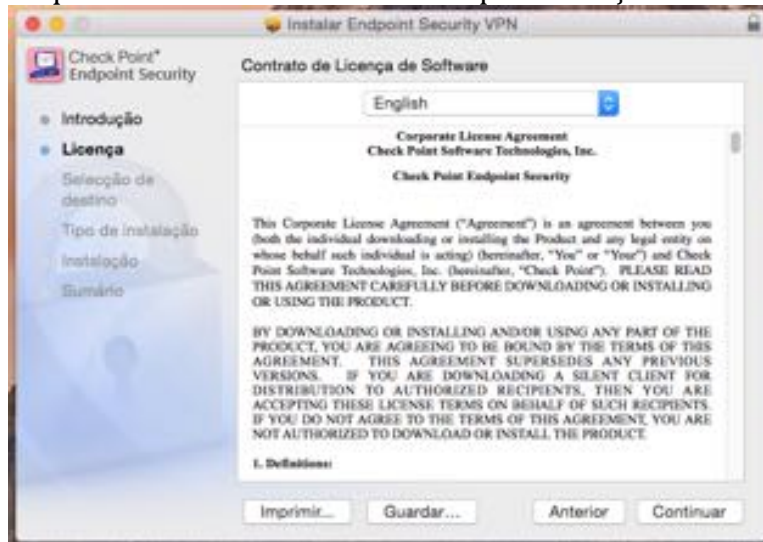 Instalar Endpoint Security VPN
Check Point®
Endpoint Security
Contrato de Licença de Software
Introdução
Licença
Selecção de
destino
Tipo de instalação
Instalação
Sumário
English
Corporate License Agreement
Check Point Software Technologies, Inc.
Check Point Endpoint Security
This Corporate License Agreement ("Agreement") is an agreement between you
(both the individual downloading or installing the Product and any legal entity on
whose behalf such individual is acting) (hereinafter, "You" or "Your") and Check
Point Software Technologies, Inc. (hereinafter, "Check Point"). PLEASE READ
THIS AGREEMENT CAREFULLY BEFORE DOWNLOADING OR INSTALLING
OR USING THE PRODUCT.
BY DOWNLOADING OR INSTALLING AND/OR USING ANY PART OF THE
PRODUCT, YOU ARE AGREEING TO BE BOUND BY THE TERMS OF THIS
AGREEMENT. THIS AGREEMENT SUPERSEDES ANY PREVIOUS
VERSIONS. IF YOU ARE DOWNLOADING A SILENT CLIENT FOR
DISTRIBUTION TO AUTHORIZED RECIPIENTS, THEN YOU ARE
ACCEPTING THESE LICENSE TERMS ON BEHALF OF SUCH RECIPIENTS.
IF YOU DO NOT AGREE TO THE TERMS OF THIS AGREEMENT, YOU ARE
NOT AUTHORIZED TO DOWNLOAD OR INSTALL THE PRODUCT.
1. Definitions:
Imprimir... Guardar... Anterior Continuar